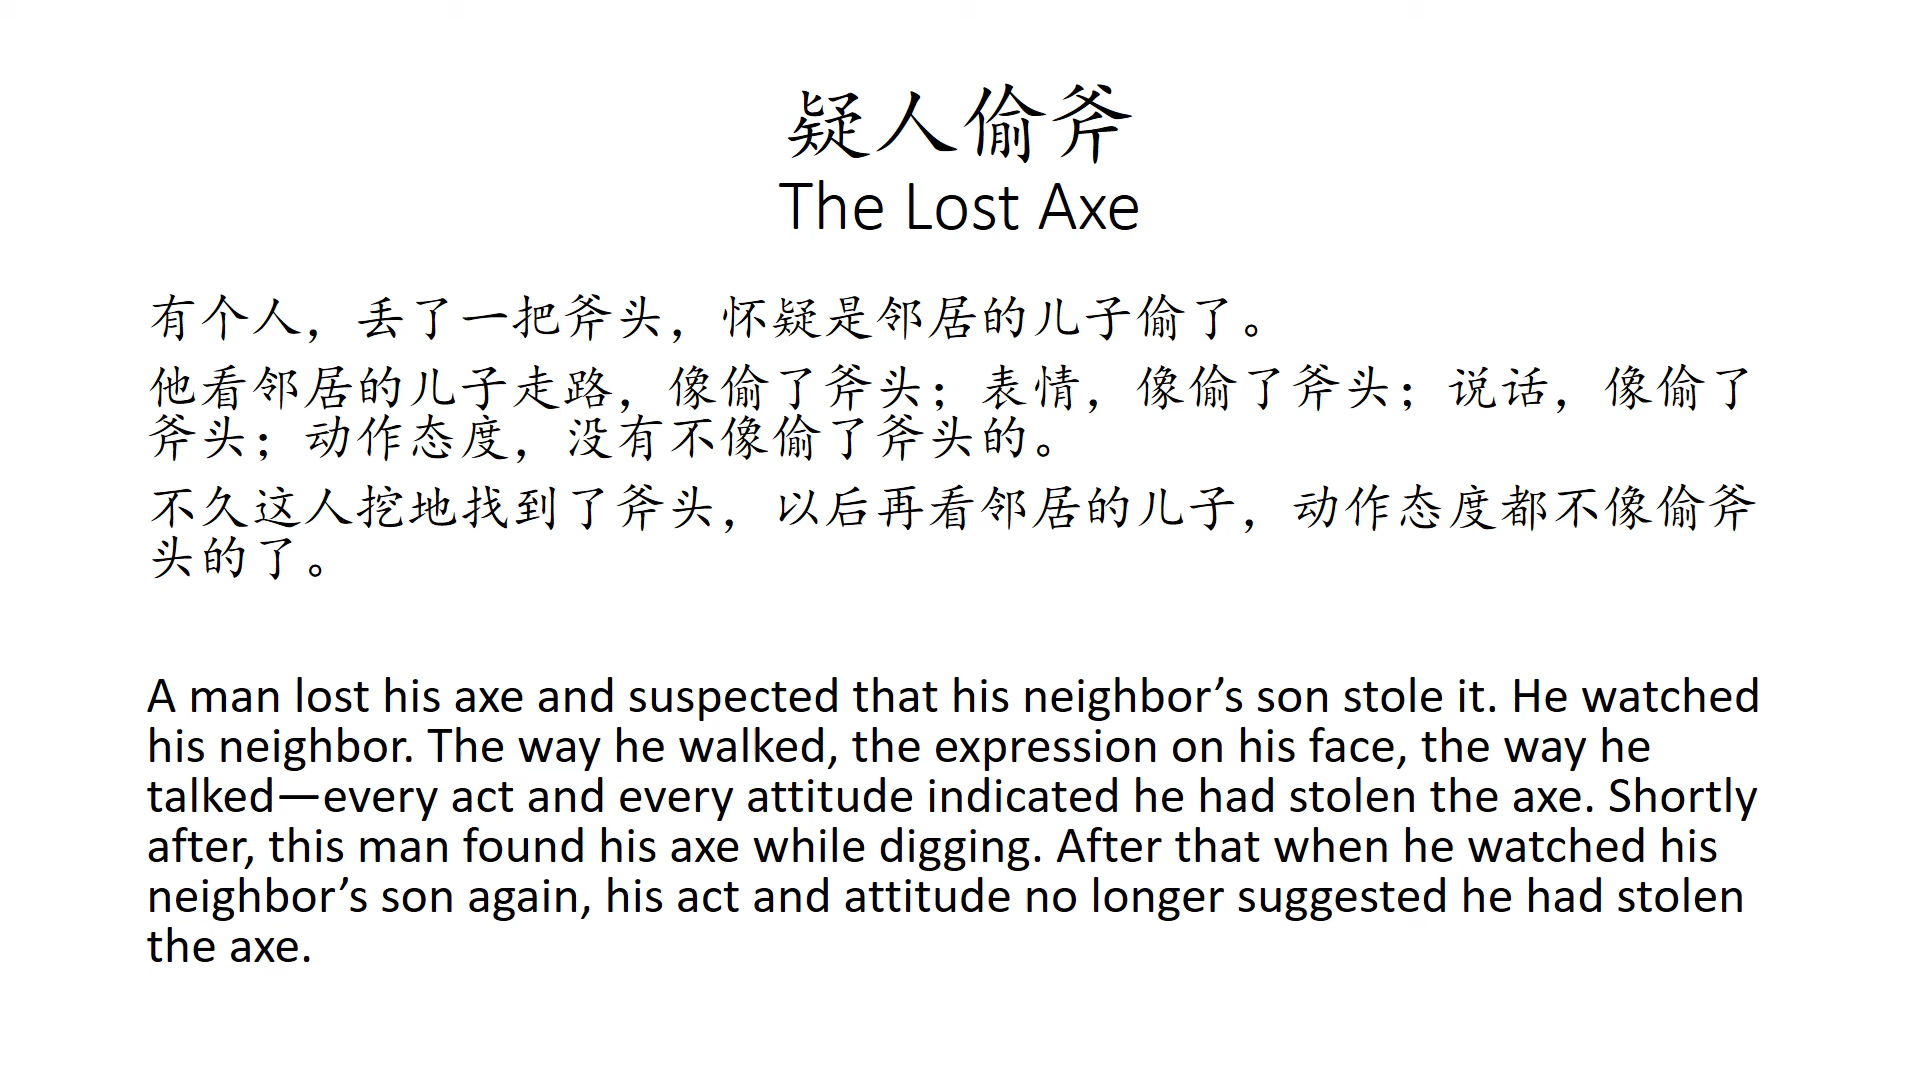 疑人偷斧
The Lost Axe
有个人，丢了一把斧头，怀疑是邻居的儿子偷了。
他看邻居的儿子走路，像偷了斧头；表情，像偷了斧头；说话，像偷了
斧头；动作态度，没有不像偷了斧头的。
不久这人挖地找到了斧头，以后再看邻居的儿子，动作态度都不像偷斧
头的了。
A man lost his axe and suspected that his neighbor’s son stole it. He watched
his neighbor. The way he walked, the expression on his face, the way he
talked—every act and every attitude indicated he had stolen the axe. Shortly
after, this man found his axe while digging. After that when he watched his
neighbor’s son again, his act and attitude no longer suggested he had stolen
the axe.